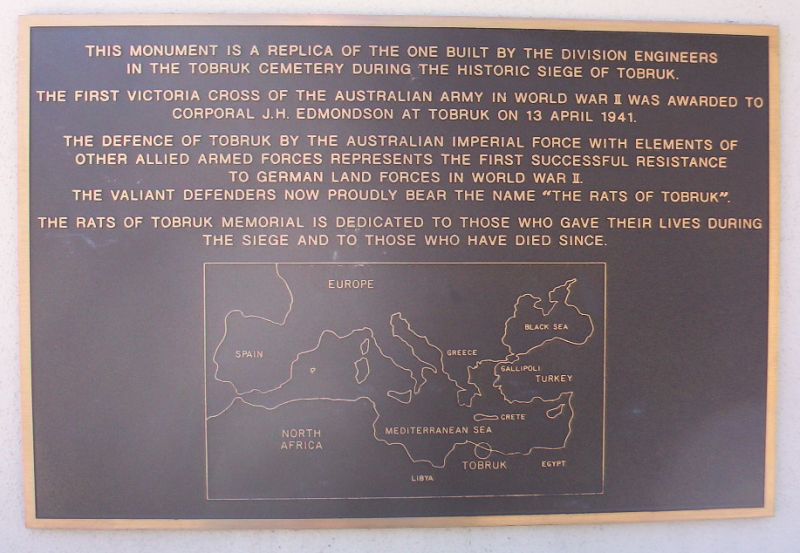 THIS MONUMENT IS A REPLICA OF THE ONE BUILT BY THE DIVISION ENGINEERS
IN THE TOBRUK CEMETERY DURING THE HISTORIC SIEGE OF TOBRUK.
THE FIRST VICTORIA CROSS OF THE AUSTRALIAN ARMY IN WORLD WAR II WAS AWARDED TO
CORPORAL J.H. EDMONDSON AT TOBRUK ON 13 APRIL 1941.
THE DEFENCE OF TOBRUK BY THE AUSTRALIAN IMPERIAL FORCE WITH ELEMENTS OF
OTHER ALLIED ARMED FORCES REPRESENTS THE FIRST SUCCESSFUL RESISTANCE
TO GERMAN LAND FORCES IN WORLD WAR II.
THE VALIANT DEFENDERS NOW PROUDLY BEAR THE NAME "THE RATS OF TOBRUK".
THE RATS OF TOBRUK MEMORIAL IS DEDICATED TO THOSE WHO GAVE THEIR LIVES DURING
THE SIEGE AND TO THOSE WHO HAVE DIED SINCE.
EUROPE
BLACK SEA
SPAIN
GREECE
GALLIPOLI
TURKEY
CRETE
NORTH
AFRICA
MEDITERRANEAN SEA
TOBRUK
EGYPT
LIBYA